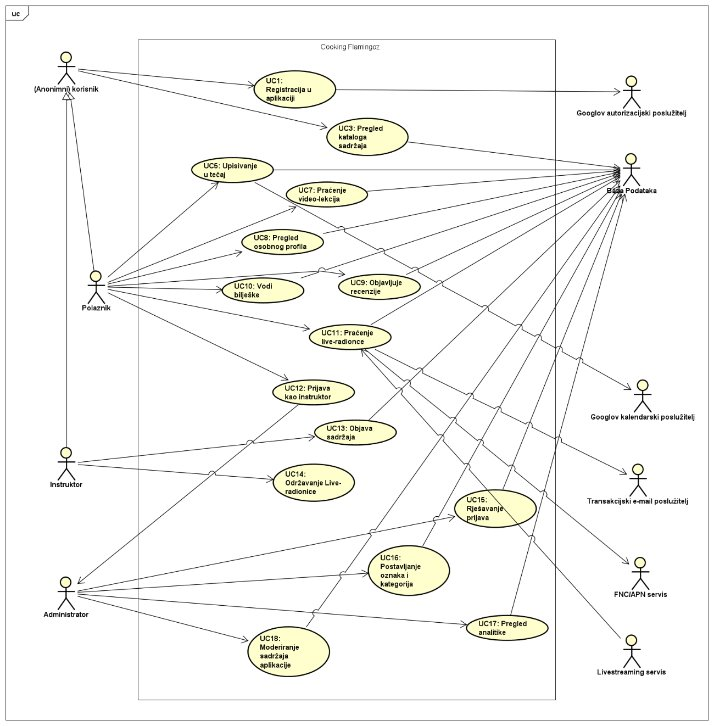 uc
Cooking Flamingoz
(Anonimni) korisnik
UC1:
Registracija u
aplikaciji
Googlov autorizacijski poslužitelj
UC3: Pregled
kataloga
sadržaja
UC5: Upisivanje
u tečaj
Baza Podataka
UC7: Praćenje
video-lekcija
UC8: Pregled
osobnog profila
UC10: Vodi
bilješke
UC9: Objavljuje
recenzije
Polaznik
UC11: Praćenje
live-radionce
UC12: Prijava
kao instruktor
Googlov kalendarski poslužitelj
UC13: Objava
sadržaja
Instruktor
UC14:
Održavanje Live-
radionice
Transakcijski e-mail poslužitelj
UC15:
Rješavanje
prijava
UC16:
Postavljanje
oznaka i
kategorija
FNC/APN servis
Administrator
UC17: Pregled
analitike
UC18:
Moderiranje
sadržaja
aplikacije
Livestreaming servis